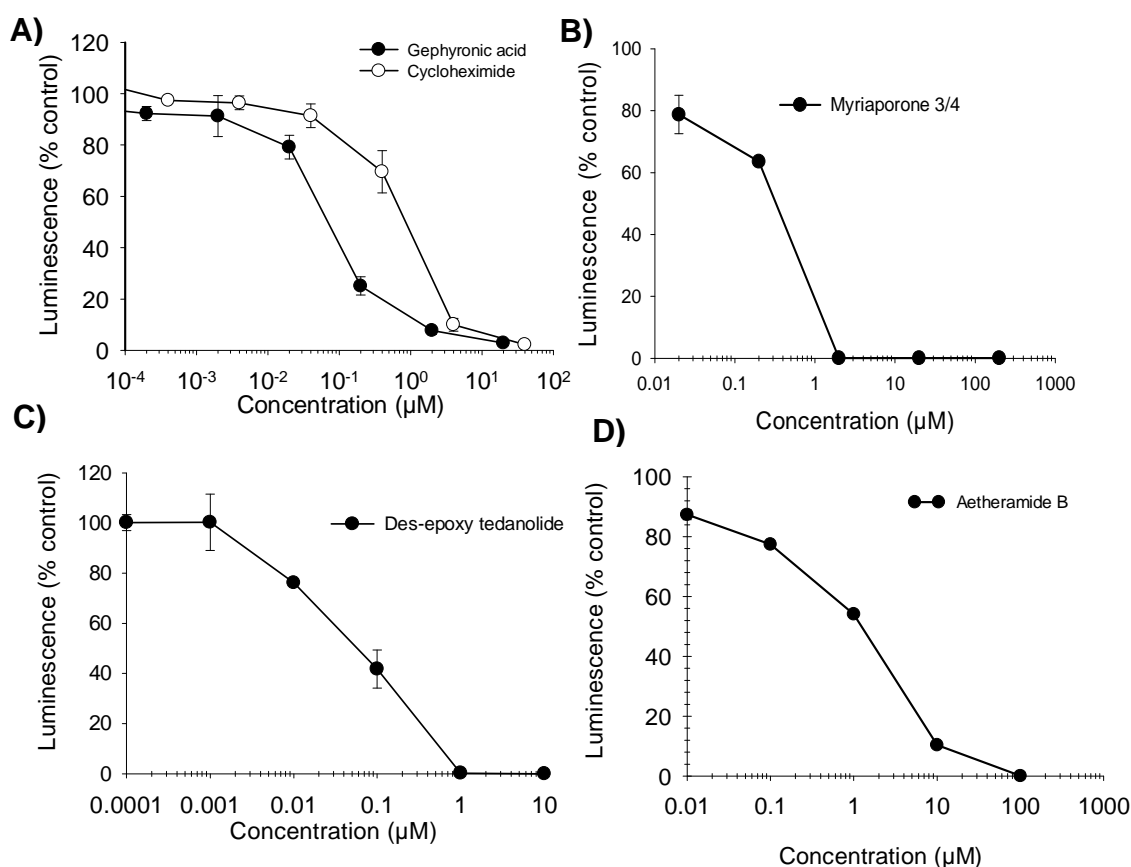 A)
Luminescence (% control)
120
100
80
60
40
20
0
Gephyronic acid
Cycloheximide
10⁻⁴ 10⁻³ 10⁻² 10⁻¹ 10⁰ 10¹ 10²
Concentration (µM)
B)
Luminescence (% control)
100
80
60
40
20
0
Myriaporone 3/4
0.01 0.1 1 10 100 1000
Concentration (µM)
C)
Luminescence (% control)
120
100
80
60
40
20
0
Des-epoxy tedanolide
0.0001 0.001 0.01 0.1 1 10
Concentration (µM)
D)
Luminescence (% control)
100
80
60
40
20
0
Aetheramide B
0.01 0.1 1 10 100 1000
Concentration (µM)